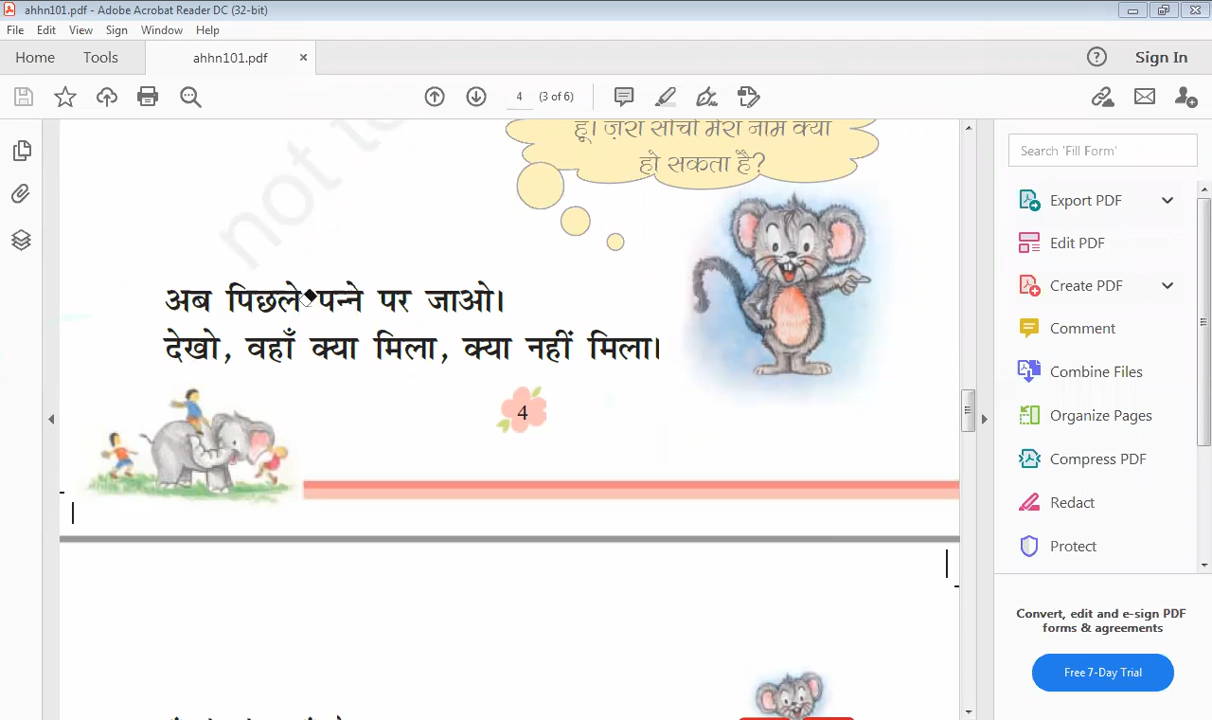 ahhn101.pdf - Adobe Acrobat Reader DC (32-bit)
File Edit View Sign Window Help
Home Tools ahhn101.pdf Sign In
4 (3 of 6)
not to
हूँ। ज़रा सोचो मेरा नाम क्या
हो सकता है?
अब पिछले पन्ने पर जाओ।
देखो, वहाँ क्या मिला, क्या नहीं मिला।
4
Search 'Fill Form'
Export PDF
Edit PDF
Create PDF
Comment
Combine Files
Organize Pages
Compress PDF
Redact
Protect
Convert, edit and e-sign PDF
forms & agreements
Free 7-Day Trial